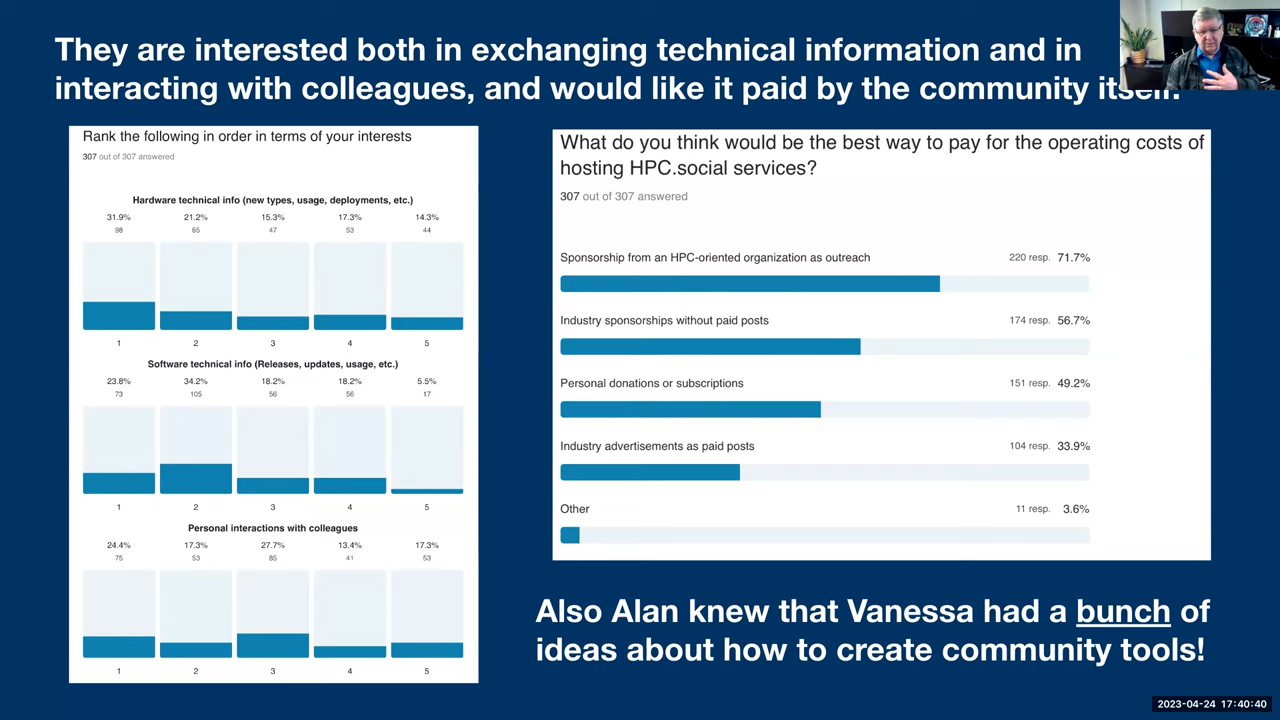 They are interested both in exchanging technical information and in
interacting with colleagues, and would like it paid by the community itself.
Rank the following in order in terms of your interests
307 out of 307 answered
Hardware technical info (new types, usage, deployments, etc.)
31.9% 21.2% 15.3% 17.3% 14.3%
98 65 47 53 44
1 2 3 4 5
Software technical info (Releases, updates, usage, etc.)
23.8% 34.2% 18.2% 18.2% 5.5%
73 105 56 56 17
1 2 3 4 5
Personal interactions with colleagues
24.4% 17.3% 27.7% 13.4% 17.3%
75 53 85 41 53
1 2 3 4 5
What do you think would be the best way to pay for the operating costs of
hosting HPC.social services?
307 out of 307 answered
Sponsorship from an HPC-oriented organization as outreach 220 resp. 71.7%
Industry sponsorships without paid posts 174 resp. 56.7%
Personal donations or subscriptions 151 resp. 49.2%
Industry advertisements as paid posts 104 resp. 33.9%
Other 11 resp. 3.6%
Also Alan knew that Vanessa had a bunch of
ideas about how to create community tools!
2023-04-24 17:40:40